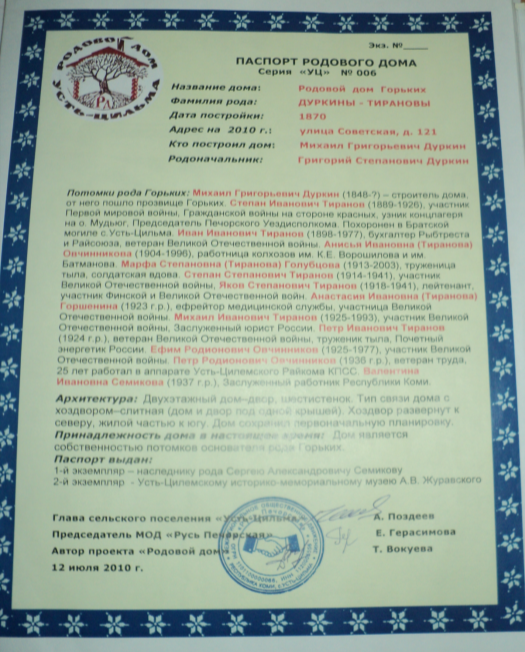 РОДОВОЙ ДОМ
РА
УСТЬ-ЦИЛЬМА
Экз. №_____
ПАСПОРТ РОДОВОГО ДОМА
Серия «УЦ» № 006
Название дома: Родовой дом Горьких
Фамилия рода: ДУРКИНЫ - ТИРАНОВЫ
Дата постройки: 1870
Адрес на 2010 г.: улица Советская, д. 121
Кто построил дом: Михаил Григорьевич Дуркин
Родоначальник: Григорий Степанович Дуркин
Потомки рода Горьких: Михаил Григорьевич Дуркин (1848-?) – строитель дома,
от него пошло прозвище Горьких. Степан Иванович Тиранов (1889-1926), участник
Первой мировой войны, Гражданской войны на стороне красных, узник концлагеря
на о. Мудьюг, Председатель Печорского Уездисполкома. Похоронен в Братской
могиле с.Усть-Цильма. Иван Иванович Тиранов (1898-1977), бухгалтер Рыбтреста
и Райсоюза, ветеран Великой Отечественной войны. Анисья Ивановна (Тиранова)
Овчинникова (1904-1996), работница колхозов им. К.Е. Ворошилова и им.
Батманова. Марфа Степановна (Тиранова) Голубцова (1913-2003), труженица
тыла, солдатская вдова. Степан Степанович Тиранов (1914-1941), участник
Великой Отечественной войны. Яков Степанович Тиранов (1918-1941), лейтенант,
участник Финской и Великой Отечественной войн. Анастасия Ивановна (Тиранова)
Горшенина (1923 г.р.), ефрейтор медицинской службы, участница Великой
Отечественной войны. Михаил Иванович Тиранов (1925-1993), участник Великой
Отечественной войны, Заслуженный юрист России. Петр Иванович Тиранов
(1924 г.р.), ветеран Великой Отечественной войны, труженик тыла, Почётный
энергетик России. Ефим Родионович Овчинников (1925-1977), участник Великой
Отечественной войны. Петр Родионович Овчинников (1936 г.р.), ветеран труда,
25 лет работал в аппарате Усть-Цилемского Райкома КПСС. Валентина
Ивановна Семикова (1937 г.р.), Заслуженный работник Республики Коми.
Архитектура: Двухэтажный дом–двор, шестистенок. Тип связи дома с
хоздвором–слитная (дом и двор под одной крышей). Хоздвор развернут к
северу, жилой частью к югу. Дом сохранил первоначальную планировку.
Принадлежность дома в настоящее время: Дом является
собственностью потомков основателя рода Горьких.
Паспорт выдан:
1-й экземпляр – наследнику рода Сергею Александровичу Семикову
2-й экземпляр - Усть-Цилемскому историко-мемориальному музею А.В. Журавского
Глава сельского поселения «Усть-Цильма» А. Поздеев
Председатель МОД «Русь Печорская» Е. Герасимова
Автор проекта «Родовой дом» Т. Вокуева
12 июля 2010 г.